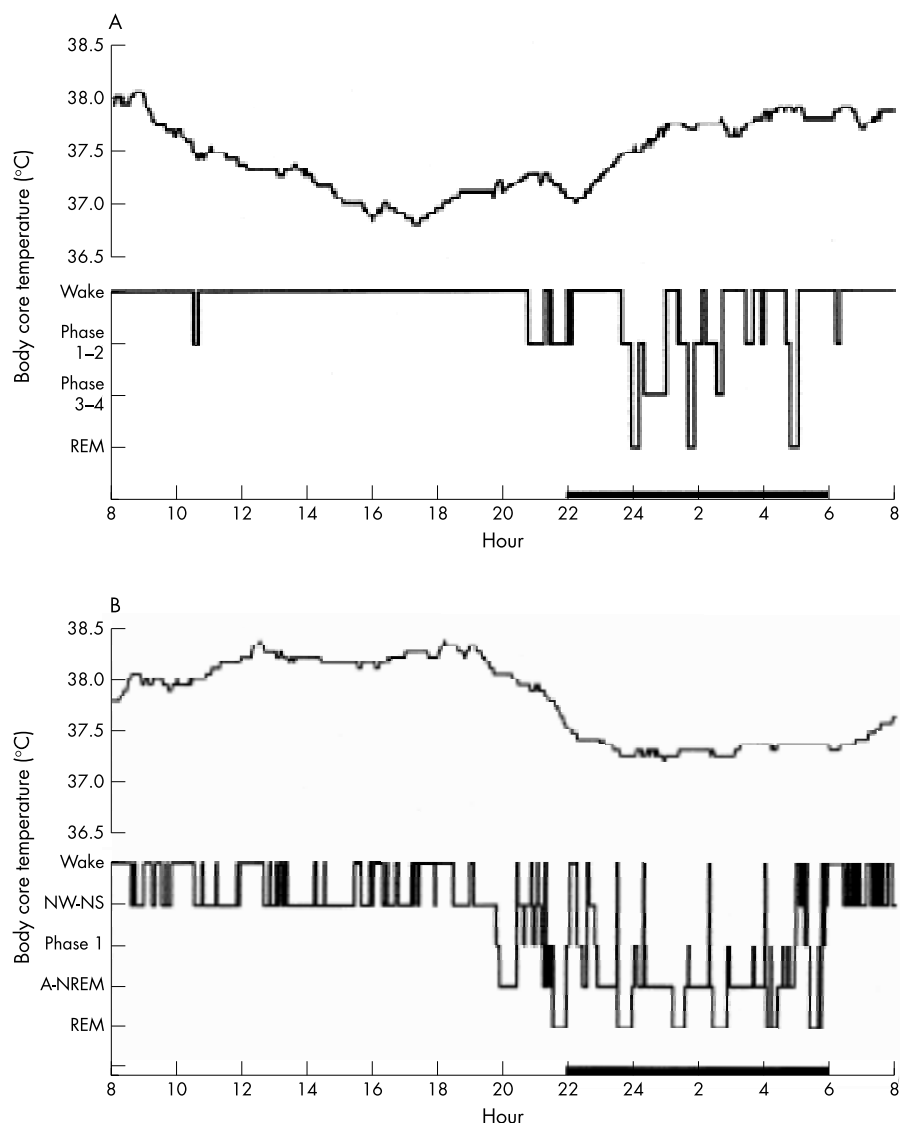 A
38.5
38.0
37.5
37.0
36.5
Body core temperature (°C)
Wake
Phase
1–2
Phase
3–4
REM
8 10 12 14 16 18 20 22 24 2 4 6 8
Hour
B
38.5
38.0
37.5
37.0
36.5
Body core temperature (°C)
Wake
NW-NS
Phase 1
A-NREM
REM
8 10 12 14 16 18 20 22 24 2 4 6 8
Hour